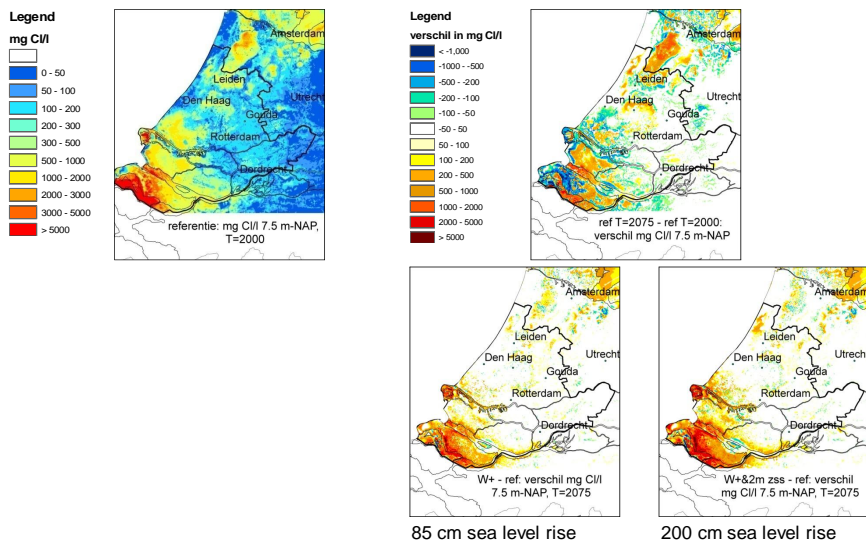 Legend
mg Cl/l
0 - 50
50 - 100
100 - 200
200 - 300
300 - 500
500 - 1000
1000 - 2000
2000 - 3000
3000 - 5000
> 5000
Amsterdam
Leiden
Den Haag
Utrecht
Gouda
Rotterdam
Dordrecht
referentie: mg Cl/l 7.5 m-NAP,
T=2000
Legend
verschil in mg Cl/l
< -1,000
-1000 - -500
-500 - -200
-200 - -100
-100 - -50
-50 - 50
50 - 100
100 - 200
200 - 500
500 - 1000
1000 - 2000
2000 - 5000
> 5000
Amsterdam
Leiden
Den Haag
Utrecht
Gouda
Rotterdam
Dordrecht
ref T=2075 - ref T=2000:
verschil mg Cl/l 7.5 m-NAP
Amsterdam
Leiden
Den Haag
Utrecht
Gouda
Rotterdam
Dordrecht
W+ - ref: verschil mg Cl/l
7.5 m-NAP, T=2075
85 cm sea level rise
Amsterdam
Leiden
Den Haag
Utrecht
Gouda
Rotterdam
Dordrecht
W+&2m zss - ref: verschil
mg Cl/l 7.5 m-NAP, T=2075
200 cm sea level rise